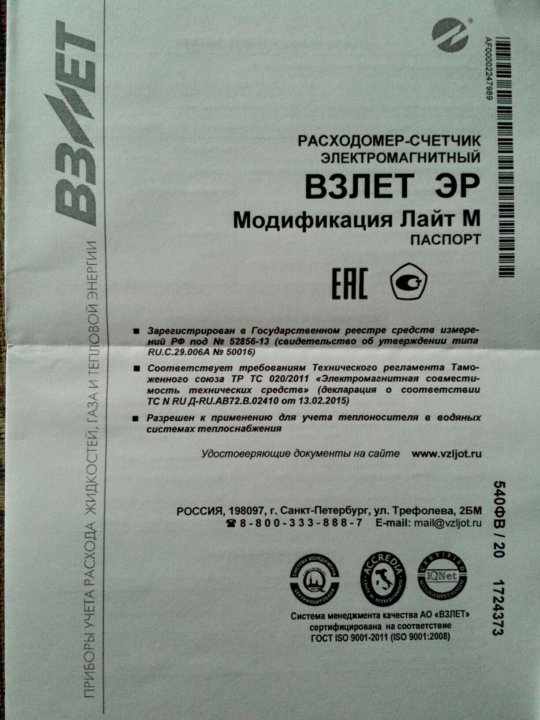 ВЗЛЕТ
ПРИБОРЫ УЧЕТА РАСХОДА ЖИДКОСТЕЙ, ГАЗА И ТЕПЛОВОЙ ЭНЕРГИИ
AF00002247989
РАСХОДОМЕР-СЧЕТЧИК
ЭЛЕКТРОМАГНИТНЫЙ
ВЗЛЕТ ЭР
Модификация Лайт М
ПАСПОРТ
ЕАС
■ Зарегистрирован в Государственном реестре средств измере-
ний РФ под № 52856-13 (свидетельство об утверждении типа
RU.C.29.006A № 50016)
■ Соответствует требованиям Технического регламента Тамо-
женного союза ТР ТС 020/2011 «Электромагнитная совмести-
мость технических средств» (декларация о соответствии
ТС N RU Д-RU.АВ72.В.02410 от 13.02.2015)
■ Разрешен к применению для учета теплоносителя в водяных
системах теплоснабжения
Удостоверяющие документы на сайте www.vzljot.ru
РОССИЯ, 198097, г. Санкт-Петербург, ул. Трефолева, 2БМ
☎ 8-800-333-888-7 E-mail: mail@vzljot.ru
ACCREDIA
CERTIFIED
IQNet
MANAGEMENT SYSTEM
Система менеджмента качества АО «ВЗЛЕТ»
сертифицирована на соответствие
ГОСТ ISO 9001-2011 (ISO 9001:2008)
540ФВ / 20 1724373